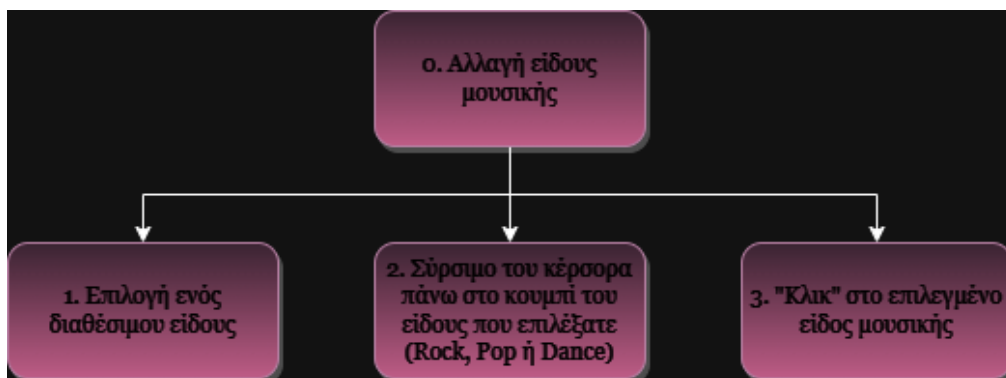 0. Αλλαγή είδους
μουσικής
1. Επιλογή ενός
διαθέσιμου είδους
2. Σύρσιμο του κέρσορα
πάνω στο κουμπί του
είδους που επιλέξατε
(Rock, Pop ή Dance)
3. "Κλικ" στο επιλεγμένο
είδος μουσικής